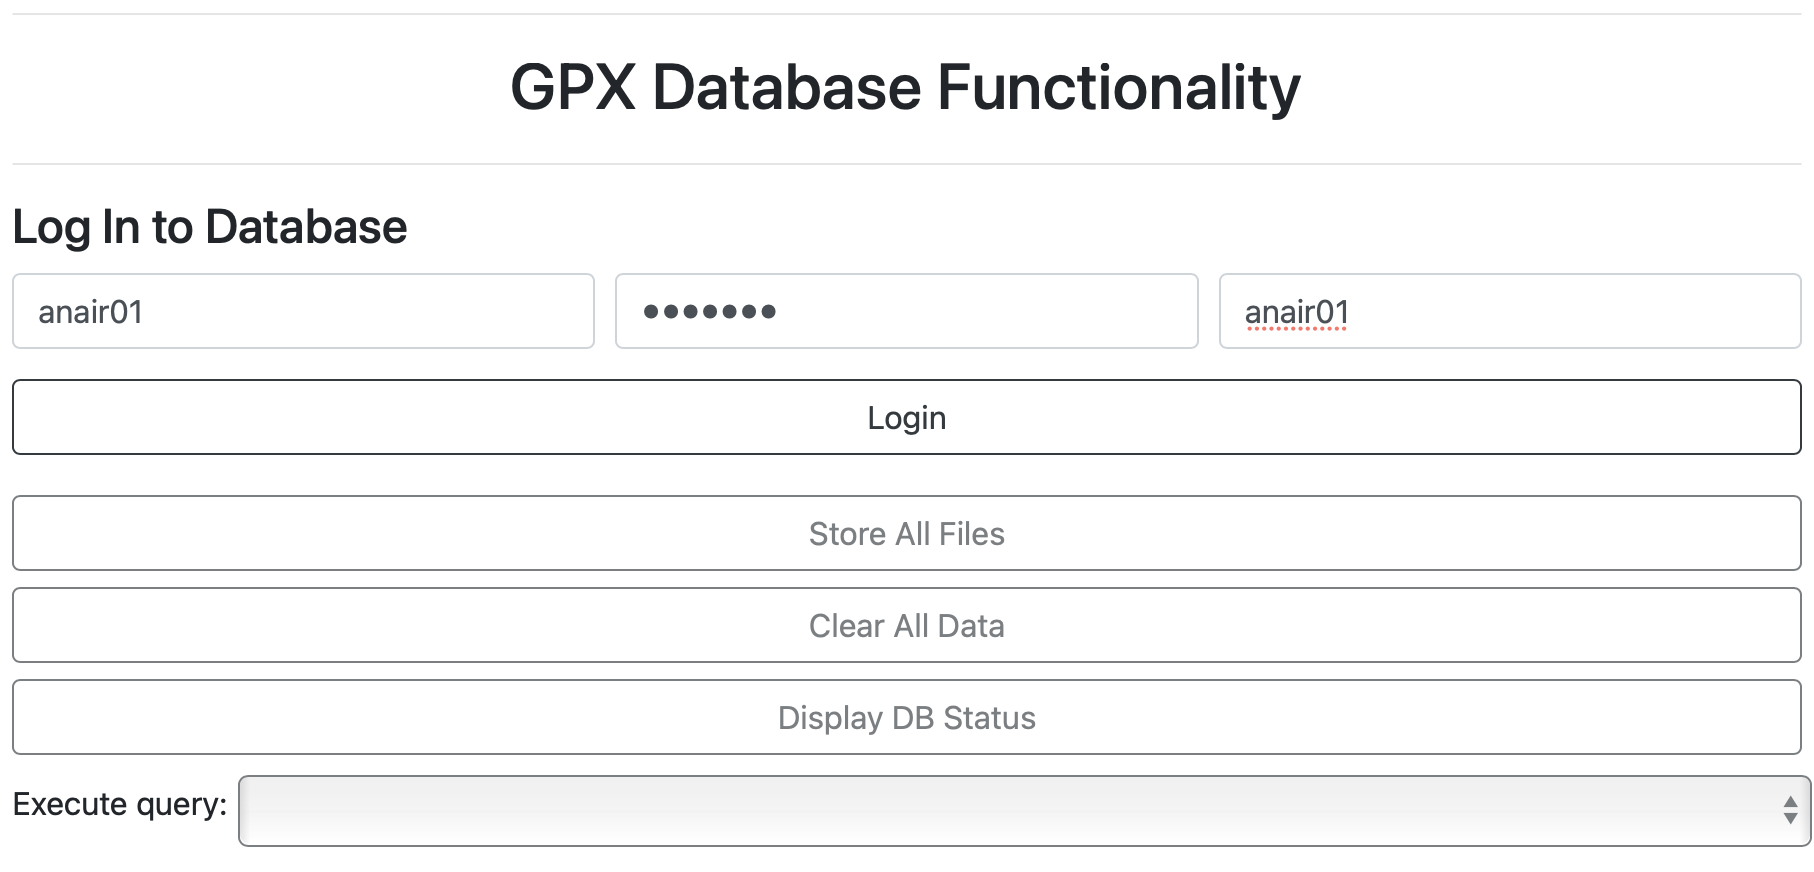 GPX Database Functionality
Log In to Database
anair01 ••••••• anair01
Login
Store All Files
Clear All Data
Display DB Status
Execute query: